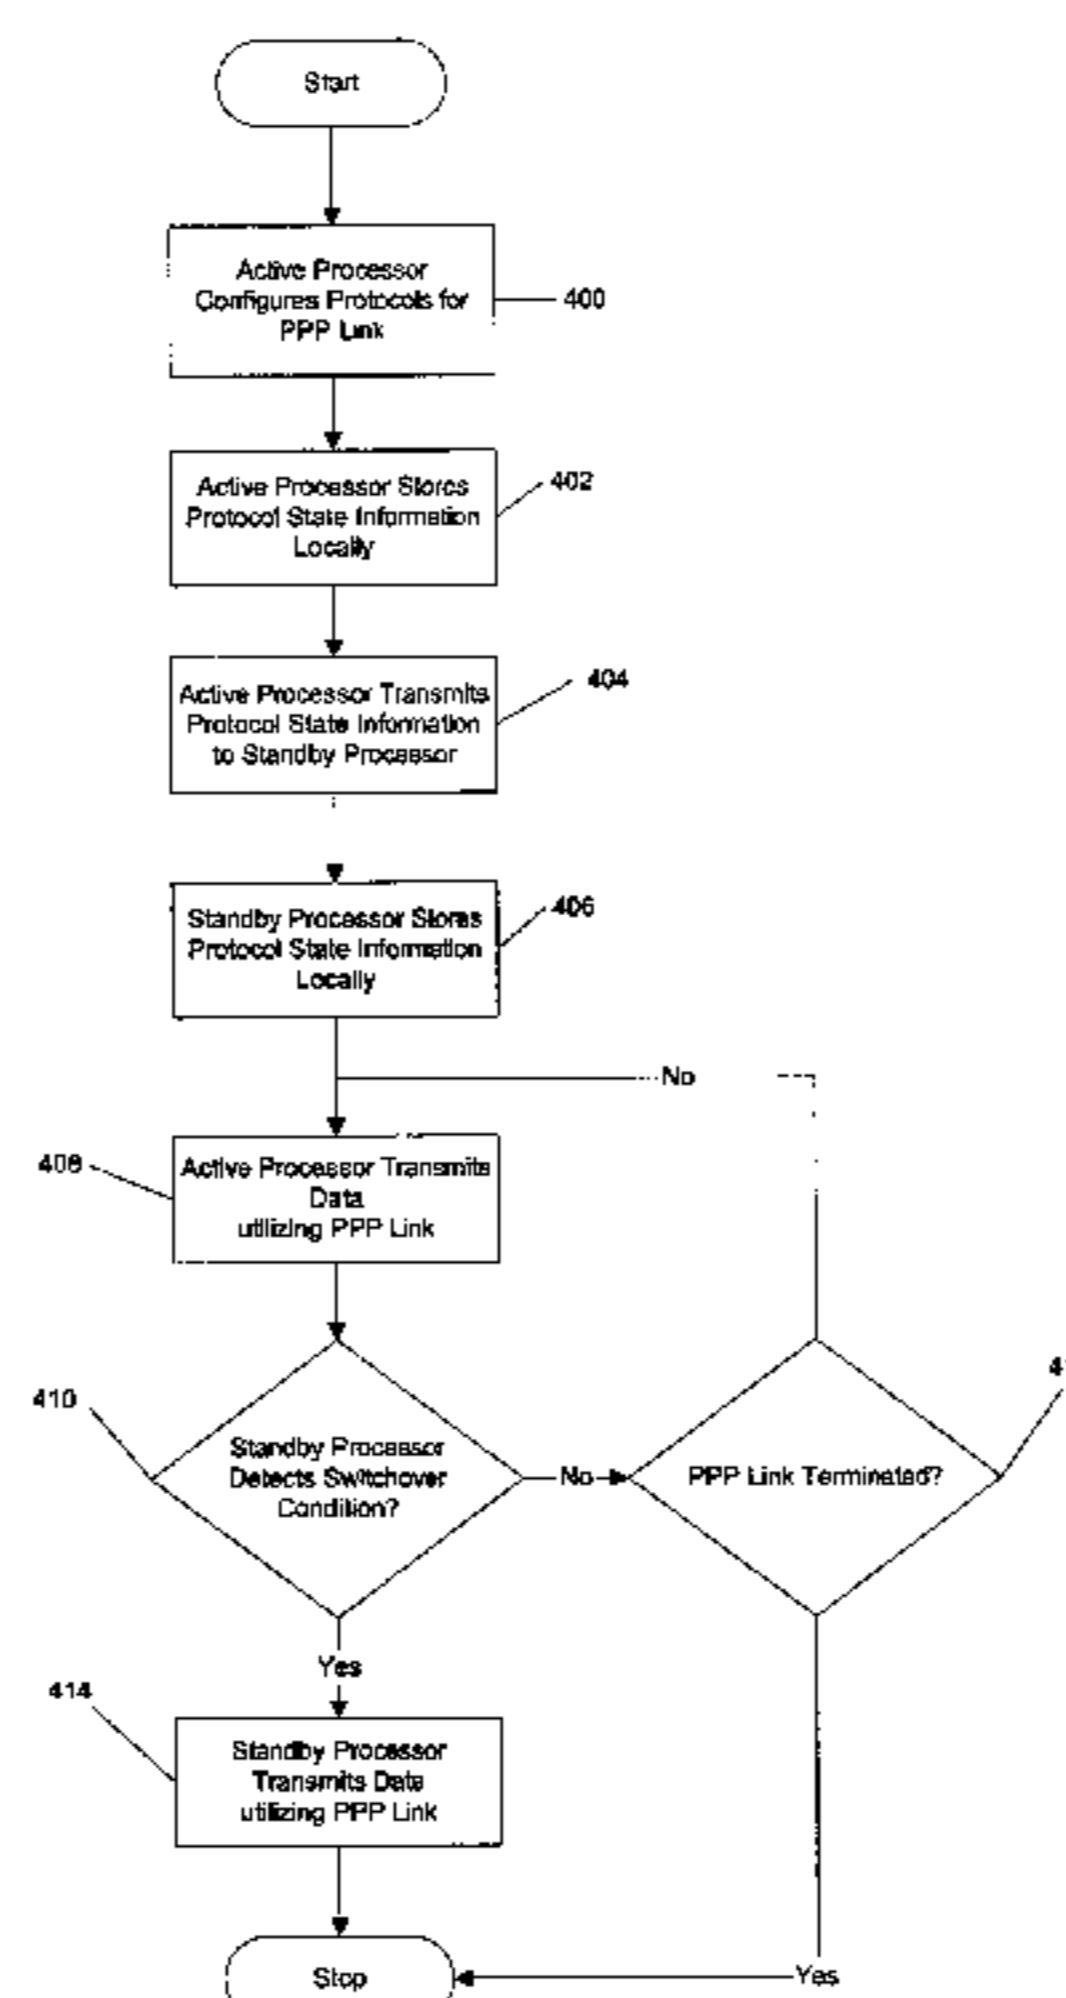 Start
Active Processor
Configures Protocols for
PPP Link
400
Active Processor Stores
Protocol State Information
Locally
402
Active Processor Transmits
Protocol State Information
to Standby Processor
404
Standby Processor Stores
Protocol State Information
Locally
406
No
408
Active Processor Transmits
Data
utilizing PPP Link
410
Standby Processor
Detects Switchover
Condition?
No
PPP Link Terminated?
Yes
414
Standby Processor
Transmits Data
utilizing PPP Link
Stop
Yes